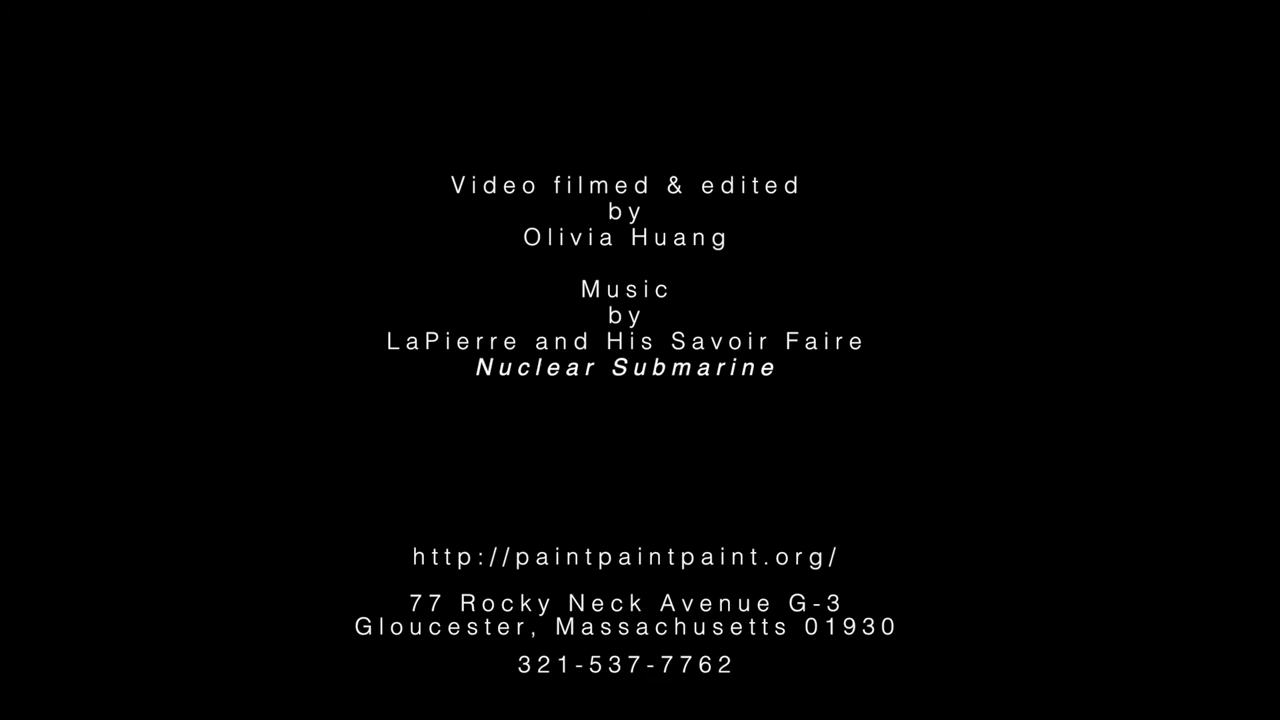 Video filmed & edited
by
Olivia Huang
Music
by
LaPierre and His Savoir Faire
Nuclear Submarine
http://paintpaintpaint.org/
77 Rocky Neck Avenue G-3
Gloucester, Massachusetts 01930
321-537-7762